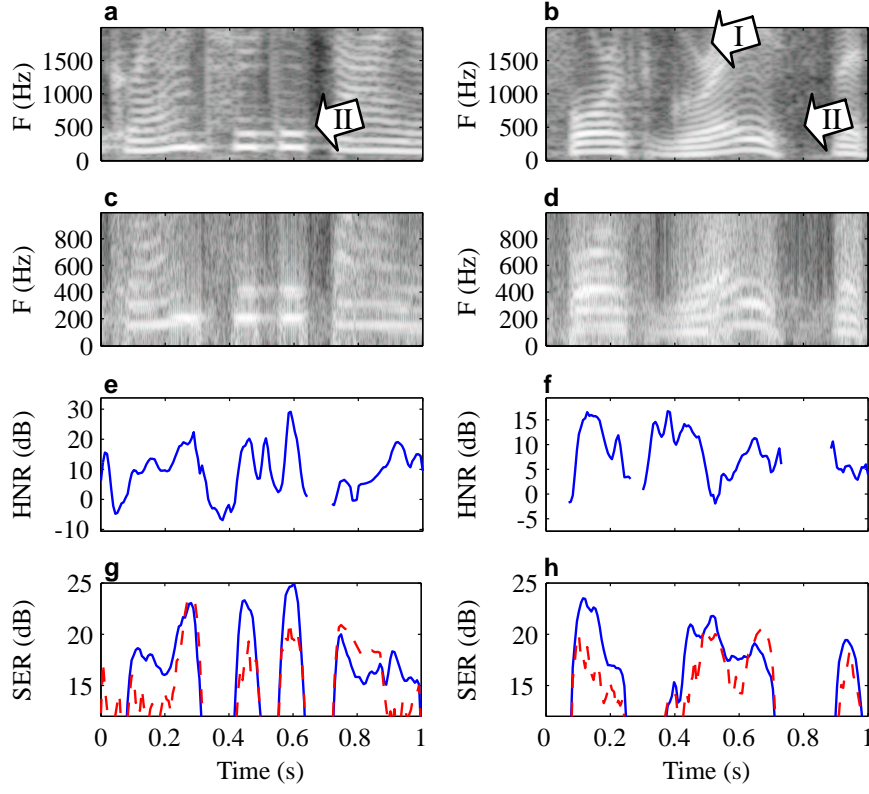 a
b
F (Hz)
1500
1000
500
0
II
F (Hz)
1500
1000
500
0
I
II
c
d
F (Hz)
800
600
400
200
0
F (Hz)
800
600
400
200
0
e
f
HNR (dB)
30
20
10
0
-10
HNR (dB)
15
10
5
0
-5
g
h
SER (dB)
25
20
15
SER (dB)
25
20
15
0 0.2 0.4 0.6 0.8 1
0 0.2 0.4 0.6 0.8 1
Time (s)
Time (s)